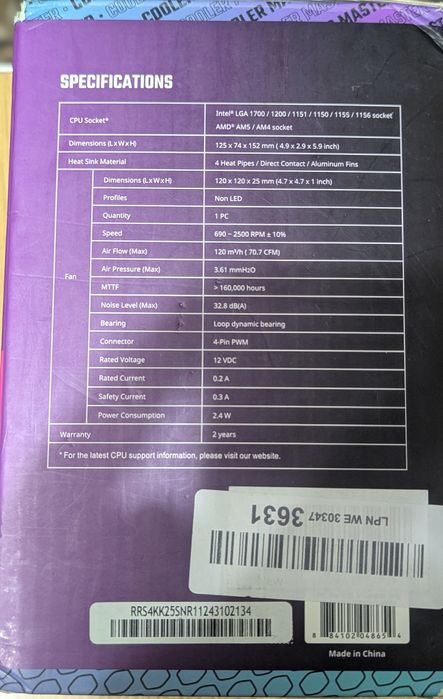 COOLER MASTER
SPECIFICATIONS
CPU Socket* Intel® LGA 1700 / 1200 / 1151 / 1150 / 1155 / 1156 socket
AMD® AM5 / AM4 socket
Dimensions (LxWxH) 125 x 74 x 152 mm ( 4.9 x 2.9 x 5.9 inch)
Heat Sink Material 4 Heat Pipes / Direct Contact / Aluminum Fins
Fan
Dimensions (LxWxH) 120 x 120 x 25 mm (4.7 x 4.7 x 1 inch)
Profiles Non LED
Quantity 1 PC
Speed 690 ~ 2500 RPM ± 10%
Air Flow (Max) 120 m³/h ( 70.7 CFM)
Air Pressure (Max) 3.61 mmH₂O
MTTF > 160,000 hours
Noise Level (Max) 32.8 dB(A)
Bearing Loop dynamic bearing
Connector 4-Pin PWM
Rated Voltage 12 VDC
Rated Current 0.2 A
Safety Current 0.3 A
Power Consumption 2.4 W
Warranty 2 years
* For the latest CPU support information, please visit our website.
LPN WE 30347 3631
RRS4KK25SNR11243102134
8 84102 04865 4
Made in China